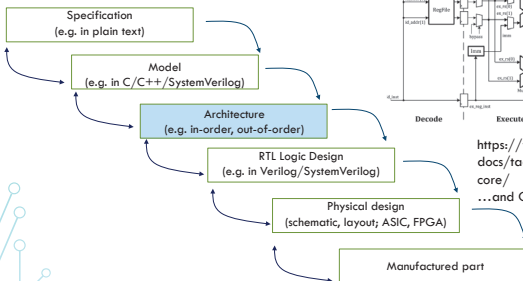 Specification
(e.g. in plain text)
Model
(e.g. in C/C++/SystemVerilog)
Architecture
(e.g. in-order, out-of-order)
RTL Logic Design
(e.g. in Verilog/SystemVerilog)
Physical design
(schematic, layout; ASIC, FPGA)
Manufactured part
RegFile
bypass
Imm
Decode
Execute
https://
docs/ta
core/
...and C